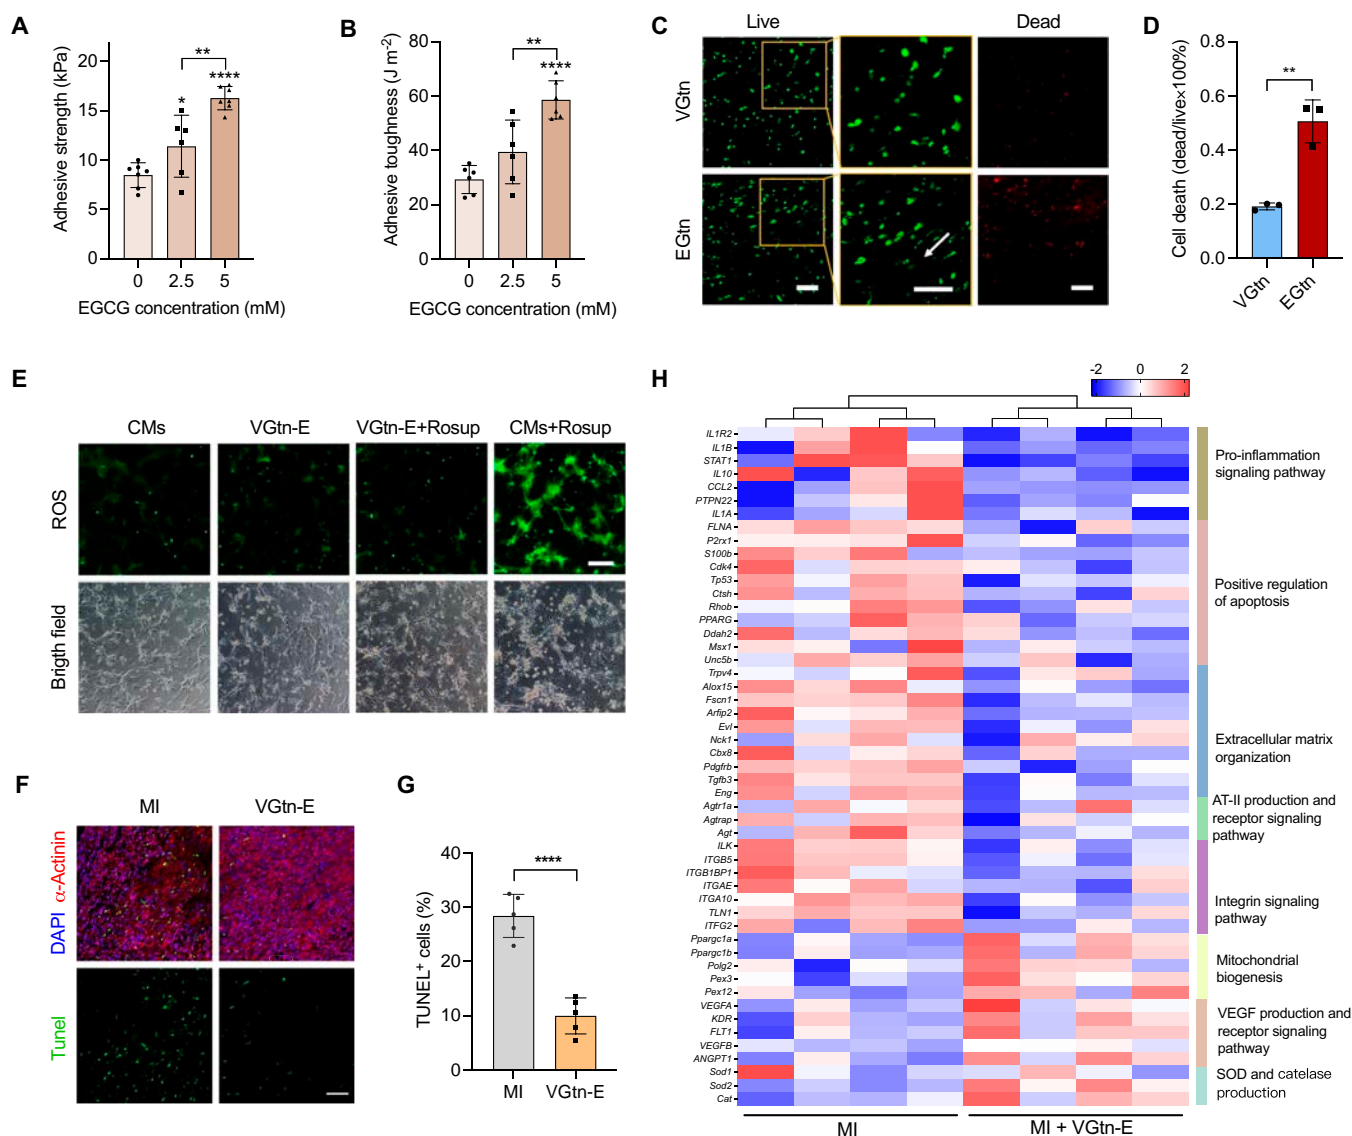 A
Adhesive strength (kPa)
20
15
10
5
0
*
**
****
0 2.5 5
EGCG concentration (mM)
B
Adhesive toughness (J m-2)
80
60
40
20
0
**
****
0 2.5 5
EGCG concentration (mM)
C
Live Dead
VGtn
EGtn
D
Cell death (dead/live×100%)
0.8
0.6
0.4
0.2
0.0
**
VGtn EGtn
E
CMs VGtn-E VGtn-E+Rosup CMs+Rosup
ROS
Brigth field
F
MI VGtn-E
DAPI α-Actinin
Tunel
G
TUNEL+ cells (%)
40
30
20
10
0
****
MI VGtn-E
H
-2 0 2
IL1R2
IL1B
STAT1
IL10
CCL2
PTPN22
IL1A
FLNA
P2rx1
S100b
Cdk4
Tp53
Ctsh
Rhob
PPARG
Ddah2
Msx1
Unc5b
Trpv4
Alox15
Fscn1
Arfip2
Evl
Nck1
Cbx8
Pdgfrb
Tgfb3
Eng
Agtr1a
Agtrap
Agt
ILK
ITGB5
ITGB1BP1
ITGAE
ITGA10
TLN1
ITFG2
Ppargc1a
Ppargc1b
Polg2
Pex3
Pex12
VEGFA
KDR
FLT1
VEGFB
ANGPT1
Sod1
Sod2
Cat
Pro-inflammation
signaling pathway
Positive regulation
of apoptosis
Extracellular matrix
organization
AT-II production and
receptor signaling
pathway
Integrin signaling
pathway
Mitochondrial
biogenesis
VEGF production and
receptor signaling
pathway
SOD and catelase
production
MI MI + VGtn-E